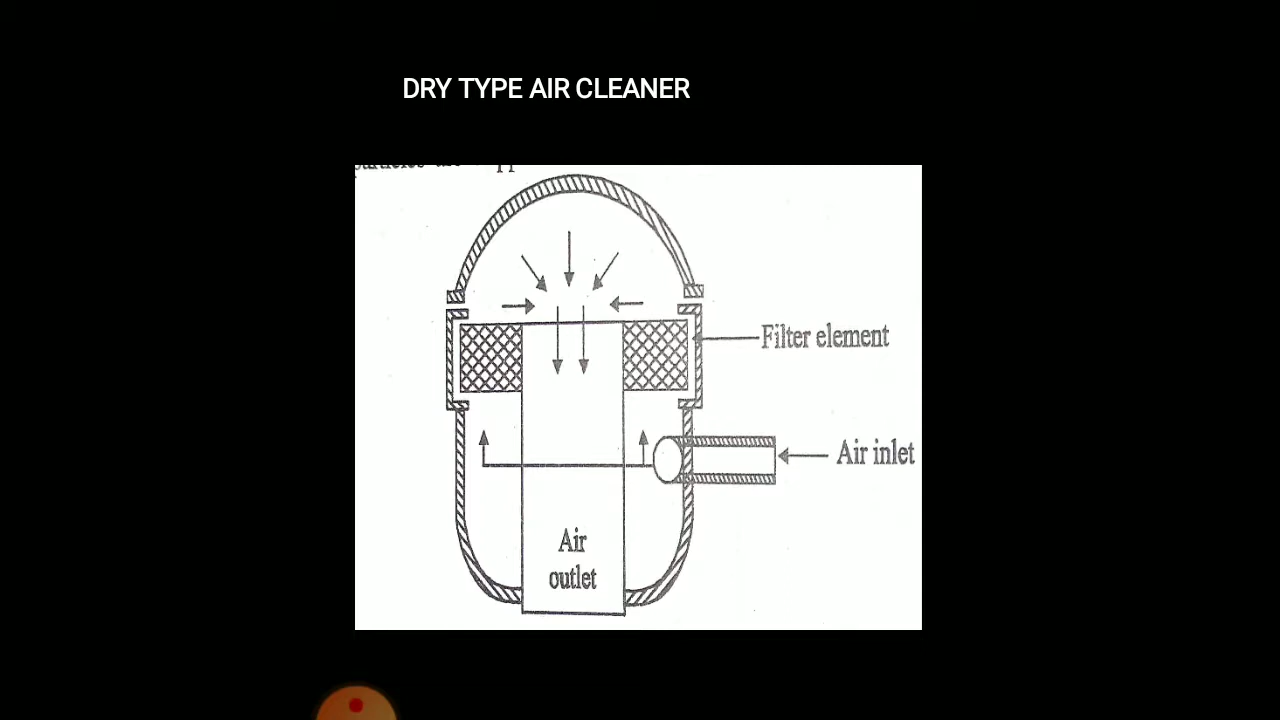 DRY TYPE AIR CLEANER
Filter element
Air inlet
Air
outlet